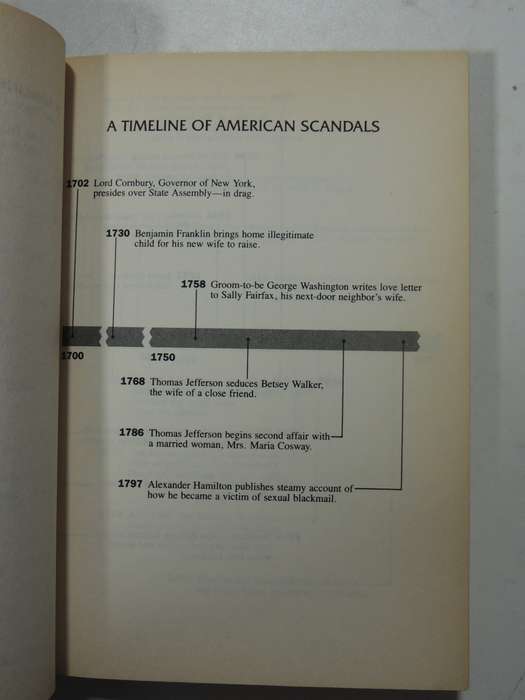 A TIMELINE OF AMERICAN SCANDALS
1702 Lord Cornbury, Governor of New York,
presides over State Assembly—in drag.
1730 Benjamin Franklin brings home illegitimate
child for his new wife to raise.
1758 Groom-to-be George Washington writes love letter
to Sally Fairfax, his next-door neighbor's wife.
1700 1750
1768 Thomas Jefferson seduces Betsey Walker,
the wife of a close friend.
1786 Thomas Jefferson begins second affair with
a married woman, Mrs. Maria Cosway.
1797 Alexander Hamilton publishes steamy account of
how he became a victim of sexual blackmail.